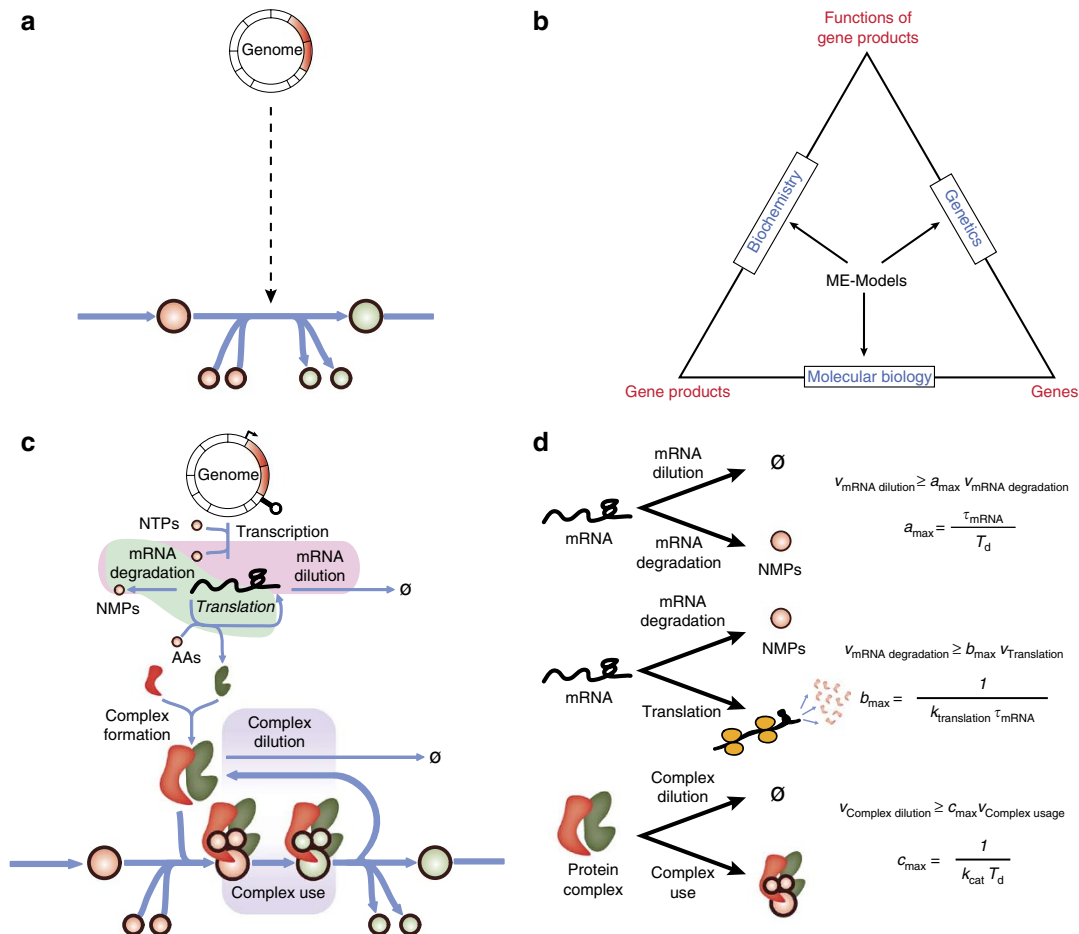 a
Genome
b
Functions of
gene products
Biochemistry
Genetics
ME-Models
Molecular biology
Gene products
Genes
c
Genome
NTPs
Transcription
mRNA
degradation
mRNA
dilution
NMPs
Translation
ø
AAs
Complex
formation
Complex
dilution
ø
Complex use
d
mRNA
dilution
ø
mRNA
mRNA
degradation
NMPs
v_mRNA dilution ≥ a_max v_mRNA degradation
a_max = τ_mRNA / T_d
mRNA
degradation
NMPs
mRNA
Translation
v_mRNA degradation ≥ b_max v_Translation
b_max = 1 / k_translation τ_mRNA
Complex
dilution
ø
Protein
complex
Complex
use
v_Complex dilution ≥ c_max v_Complex usage
c_max = 1 / k_cat T_d